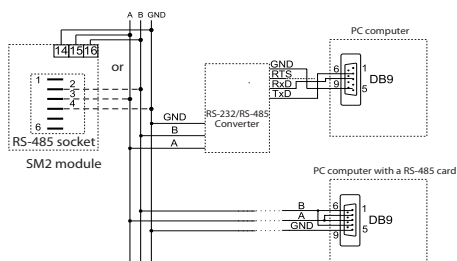 A B GND
PC computer
14 15 16
or
1
2
3
4
6
RS-485 socket
SM2 module
GND
RTS
RxD
TxD
6
9
1
5
DB9
RS-232/RS-485
Converter
GND
B
A
PC computer with a RS-485 card
B
A
GND
6
9
1
5
DB9